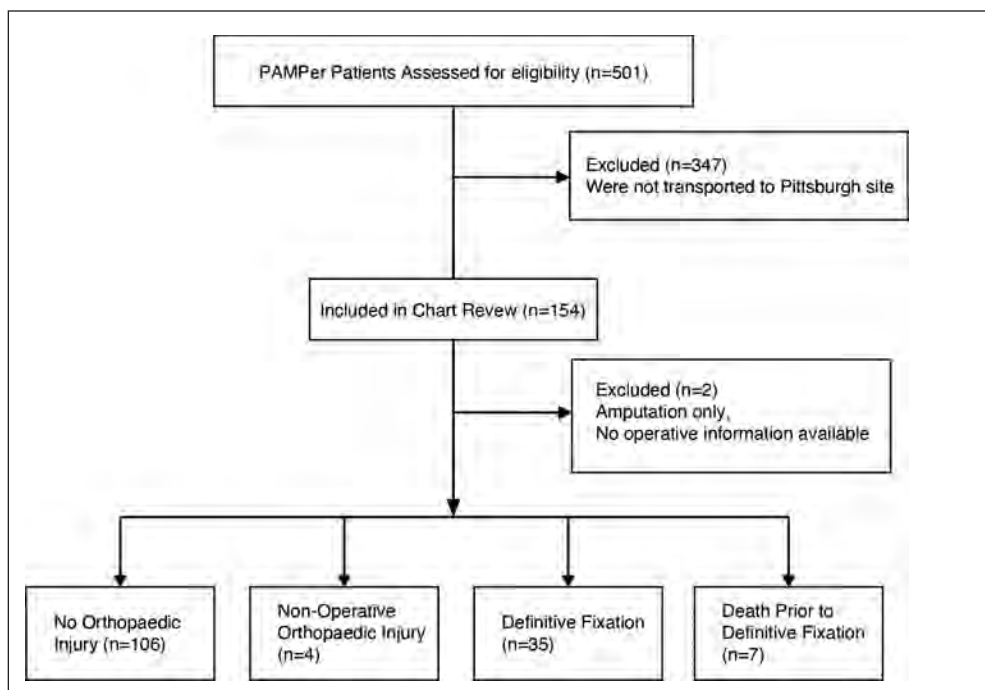 PAMPer Patients Assessed for eligibility (n=501)
Excluded (n=347)
Were not transported to Pittsburgh site
Included in Chart Revew (n=154)
Excluded (n=2)
Amputation only,
No operative information available
No Orthopaedic
Injury (n=106)
Non-Operative
Orthopaedic Injury
(n=4)
Definitive Fixation
(n=35)
Death Prior to
Definitive Fixation
(n=7)